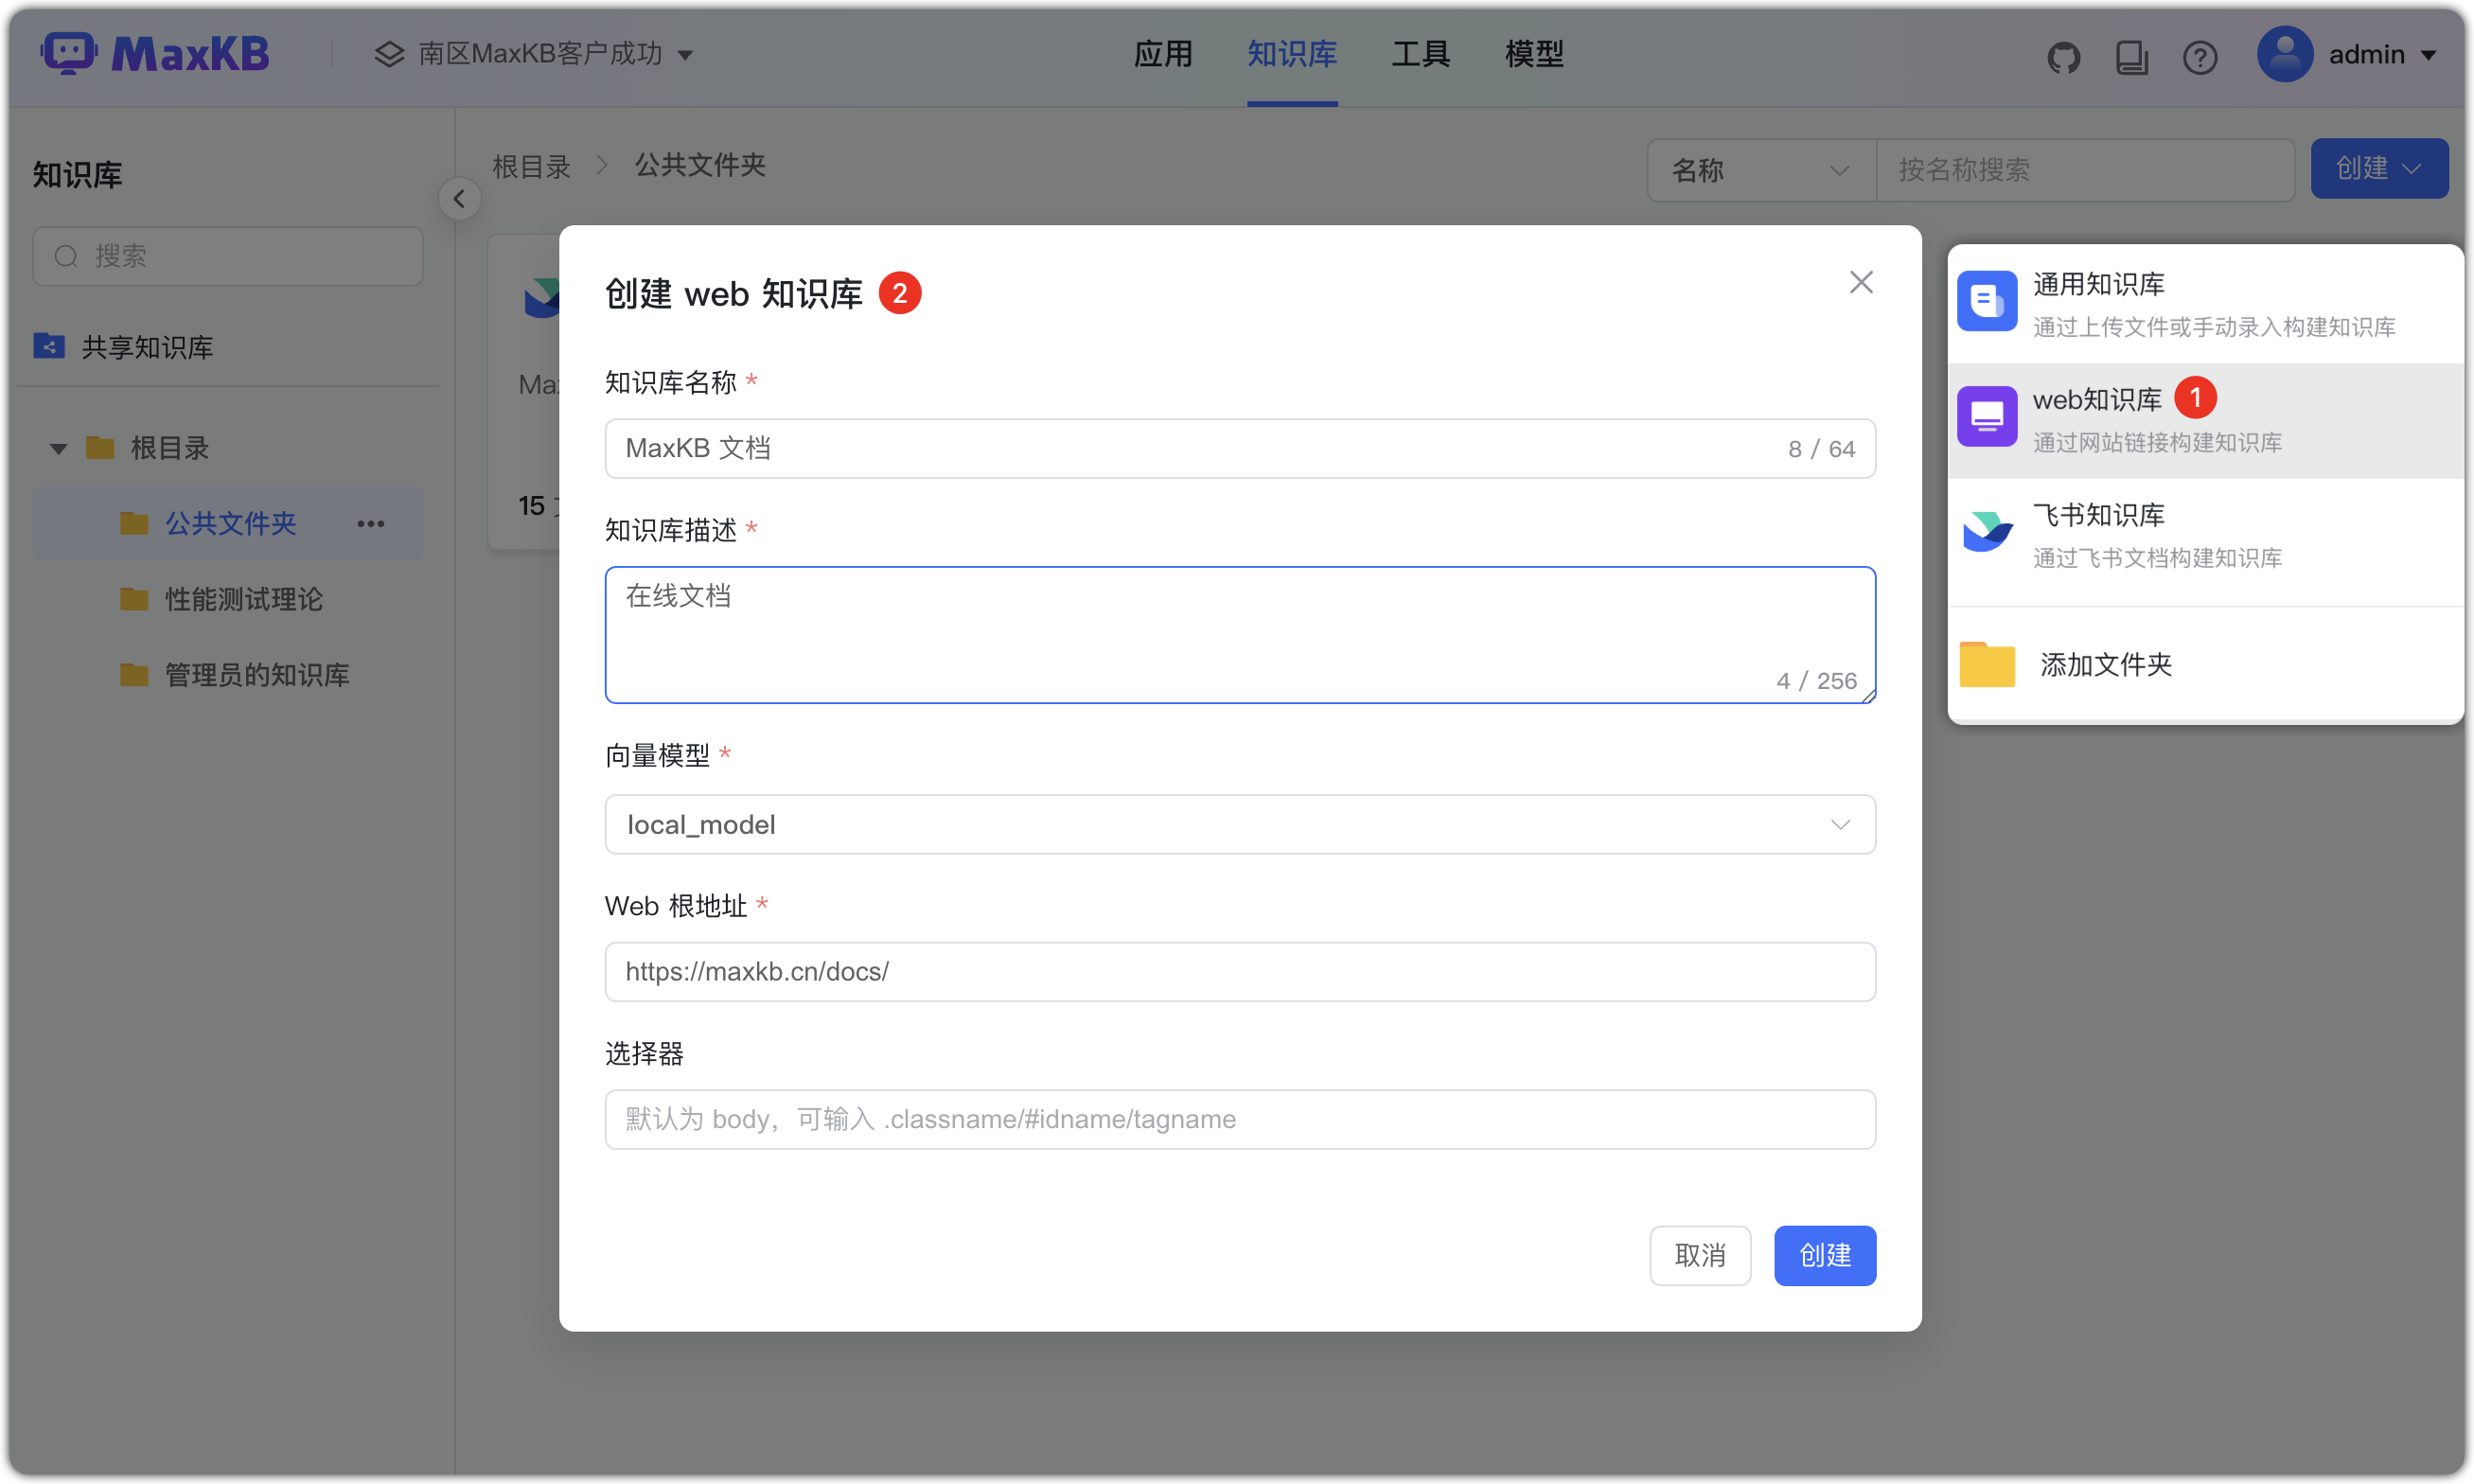 MaxKB
南区MaxKB客户成功
应用
知识库
工具
模型
admin
知识库
搜索
共享知识库
根目录
公共文件夹
性能测试理论
管理员的知识库
根目录
公共文件夹
名称
按名称搜索
创建
Max
15
创建 web 知识库 2
知识库名称 *
MaxKB 文档
8 / 64
知识库描述 *
在线文档
4 / 256
向量模型 *
local_model
Web 根地址 *
https://maxkb.cn/docs/
选择器
默认为 body，可输入 .classname/#idname/tagname
取消
创建
通用知识库
通过上传文件或手动录入构建知识库
web知识库 1
通过网站链接构建知识库
飞书知识库
通过飞书文档构建知识库
添加文件夹